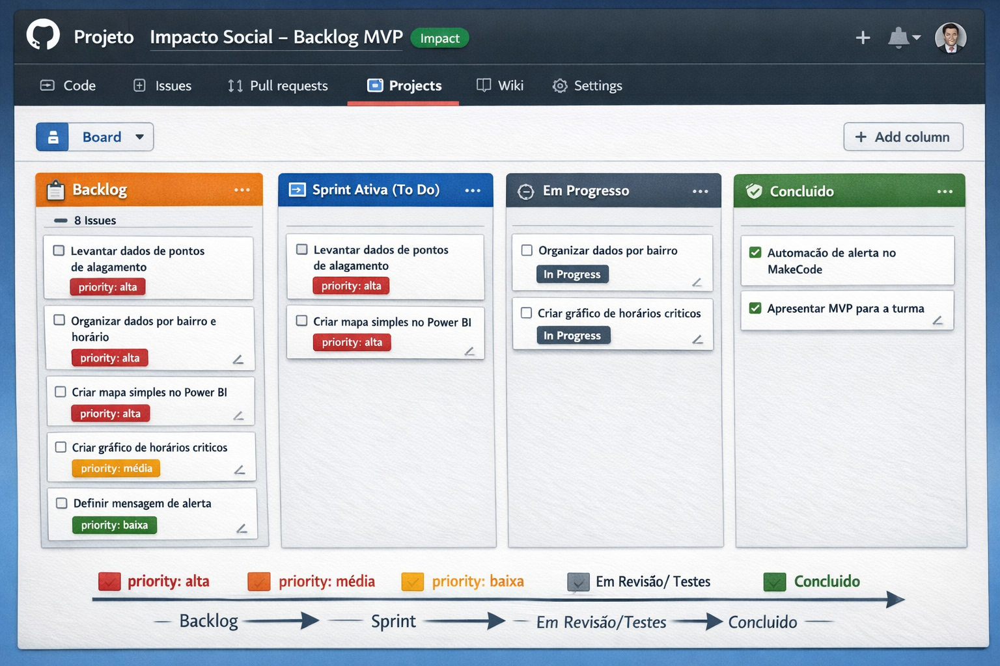 Projeto Impacto Social – Backlog MVP Impact
Code Issues Pull requests Projects Wiki Settings
Board
+ Add column
Backlog
8 Issues
Levantar dados de pontos
de alagamento
priority: alta
Organizar dados por bairro e
horário
priority: alta
Criar mapa simples no Power BI
priority: alta
Criar gráfico de horários criticos
priority: média
Definir mensagem de alerta
priority: baixa
Sprint Ativa (To Do)
Levantar dados de pontos
de alagamento
priority: alta
Criar mapa simples no Power BI
priority: alta
Em Progresso
Organizar dados por bairro
In Progress
Criar gráfico de horários criticos
In Progress
Concluido
Automacáo de alerta no
MakeCode
Apresentar MVP para a turma
priority: alta priority: média priority: baixa Em Revisão/ Testes Concluido
Backlog Sprint Em Revisão/Testes Concluido